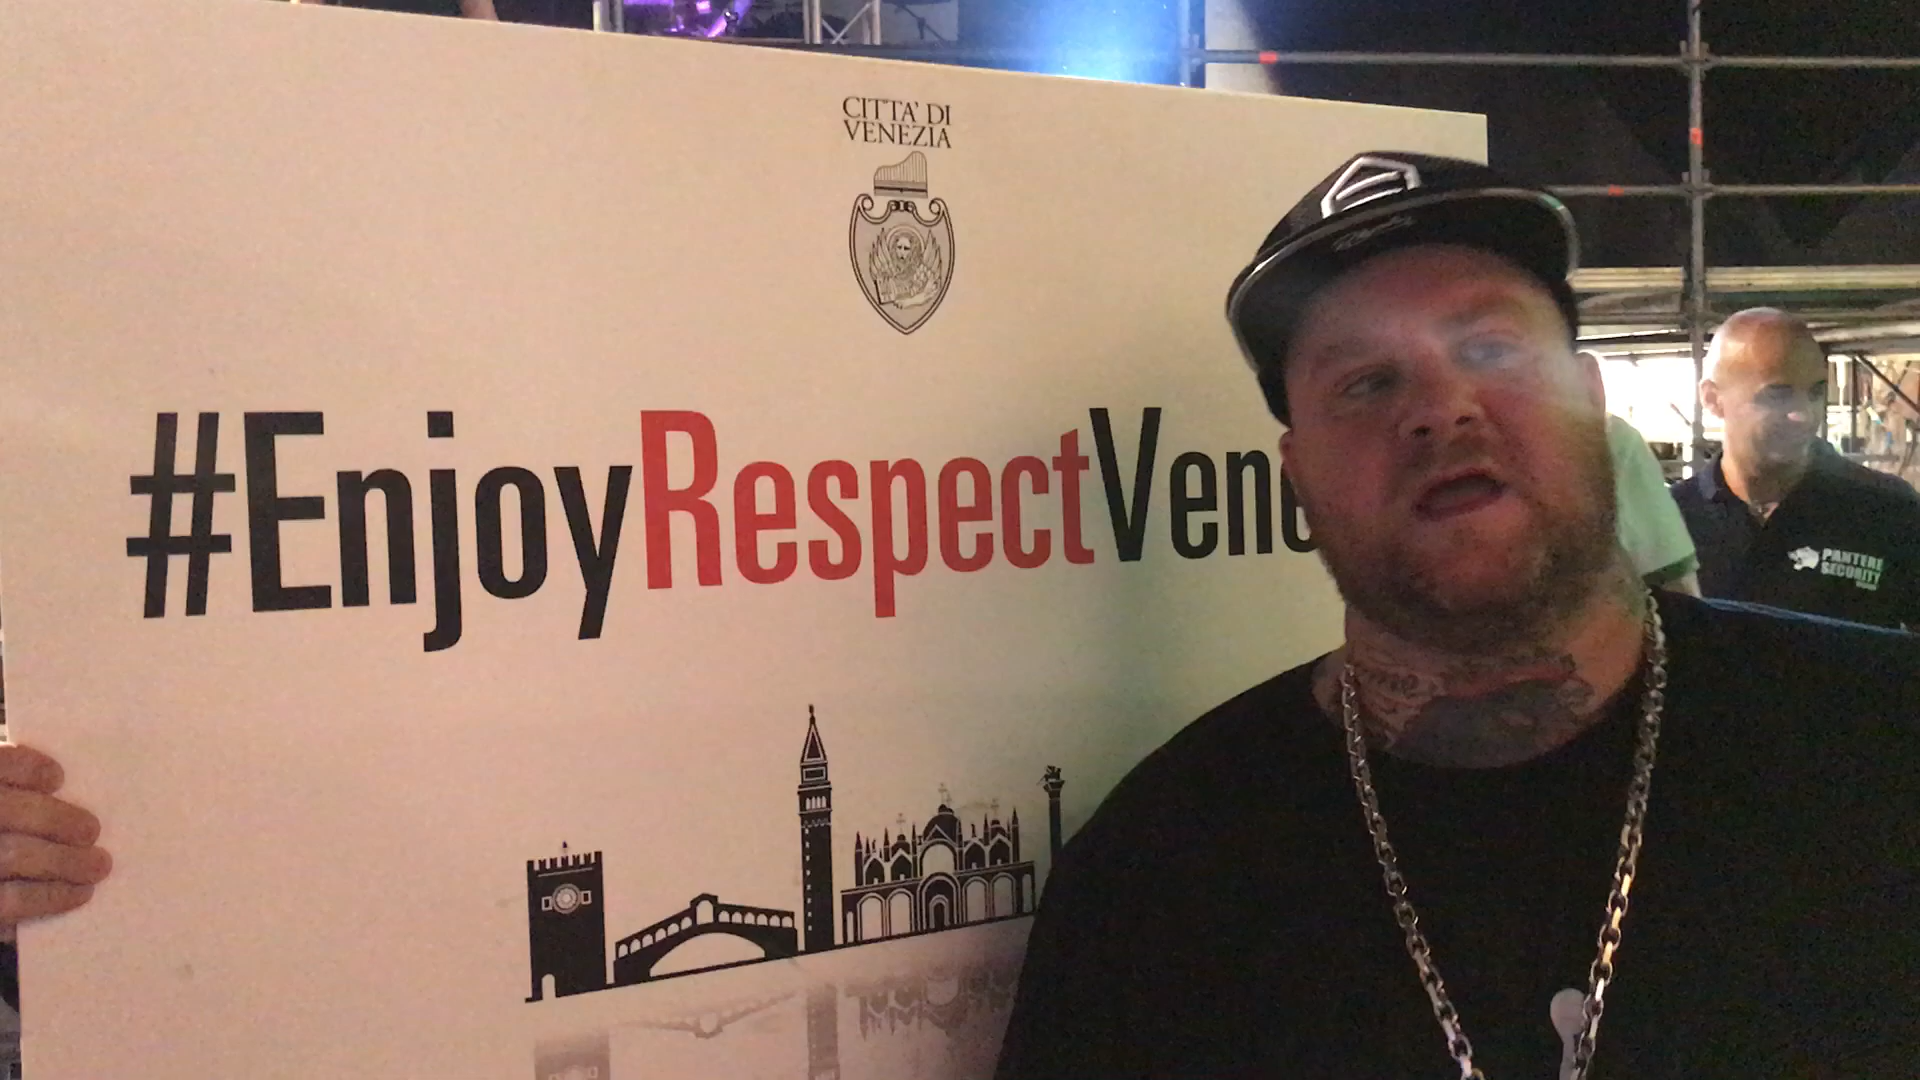 CITTA' DI
VENEZIA
#EnjoyRespectVene
PANTERE
SECURITY